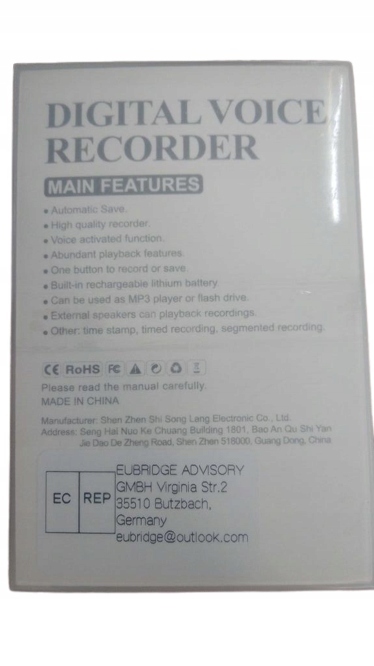 DIGITAL VOICE
RECORDER
MAIN FEATURES
• Automatic Save.
• High quality recorder.
• Voice activated function.
• Abundant playback features.
• One button to record or save.
• Built-in rechargeable lithium battery.
• Can be used as MP3 player or flash drive.
• External speakers can playback recordings.
• Other: time stamp, timed recording, segmented recording.
CE RoHS FC
Please read the manual carefully.
MADE IN CHINA
Manufacturer: Shen Zhen Shi Song Lang Electronic Co., Ltd.
Address: Seng Hai Nuo Ke Chuang Building 1801, Bao An Qu Shi Yan
Jie Dao De Zheng Road, Shen Zhen 518000, Guang Dong, China
EC REP
EUBRIDGE ADVISORY
GMBH Virginia Str.2
35510 Butzbach,
Germany
eubridge@outlook.com